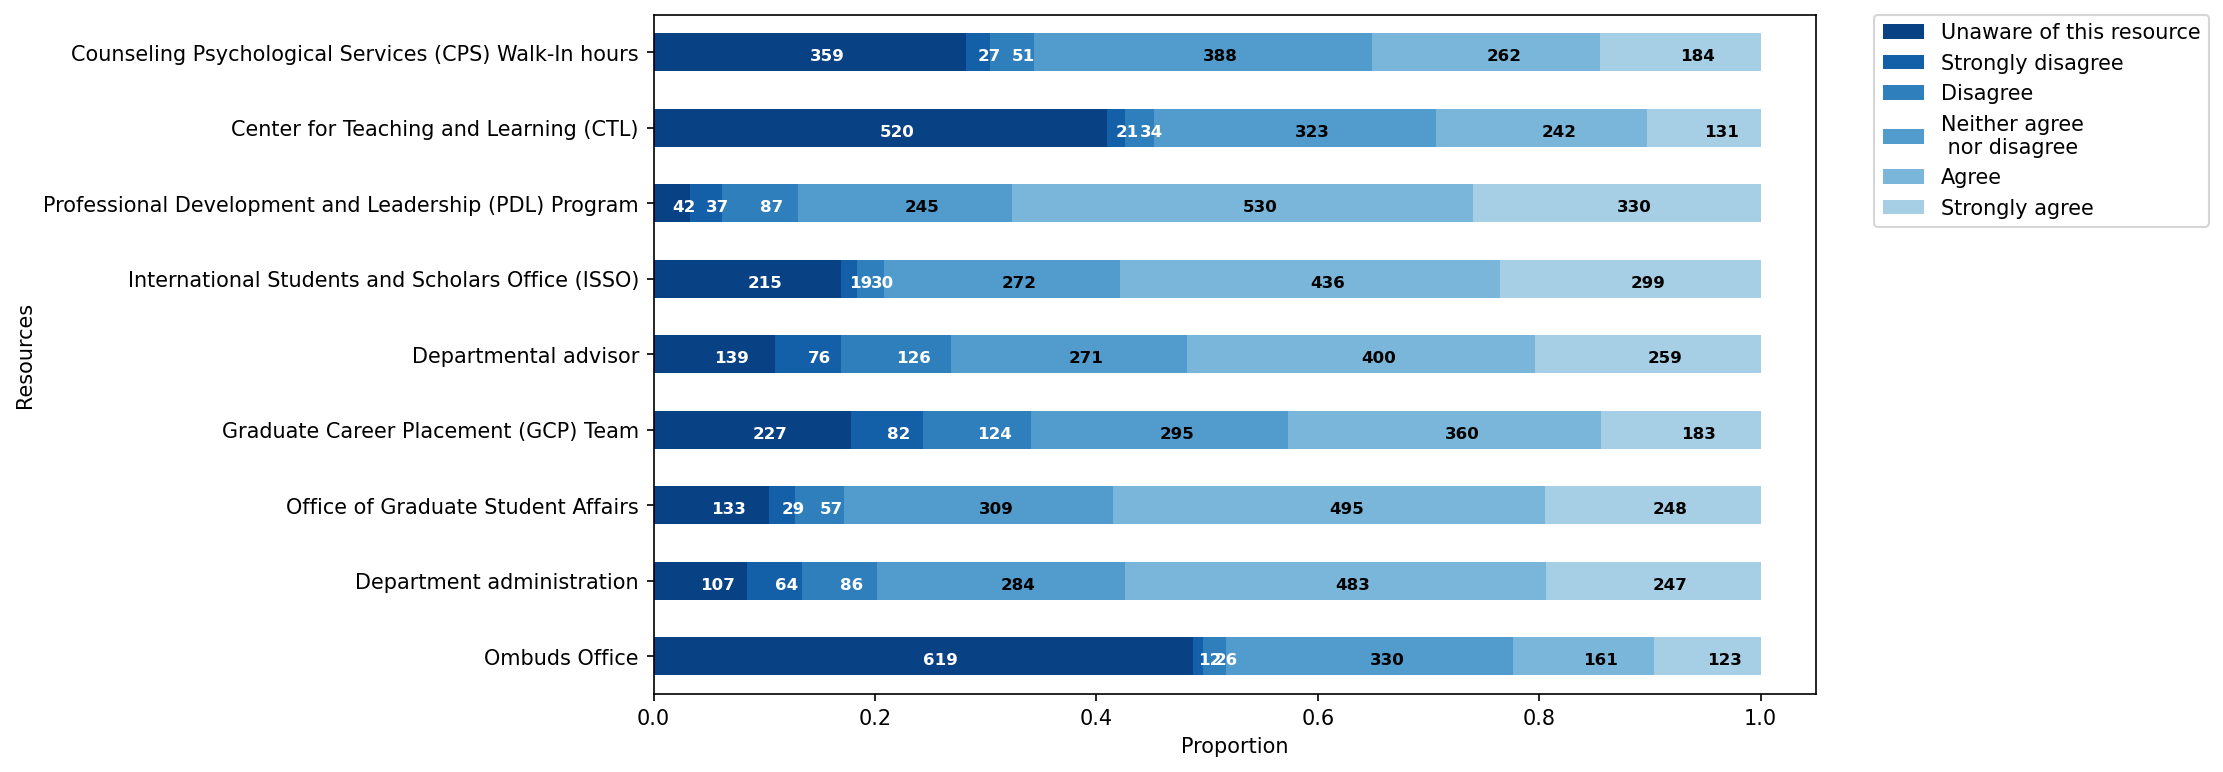 Counseling Psychological Services (CPS) Walk-In hours 359 27 51 388 262 184
Center for Teaching and Learning (CTL) 520 21 34 323 242 131
Professional Development and Leadership (PDL) Program 42 37 87 245 530 330
International Students and Scholars Office (ISSO) 215 19 30 272 436 299
Departmental advisor 139 76 126 271 400 259
Graduate Career Placement (GCP) Team 227 82 124 295 360 183
Office of Graduate Student Affairs 133 29 57 309 495 248
Department administration 107 64 86 284 483 247
Ombuds Office 619 12 26 330 161 123
Resources
0.0 0.2 0.4 0.6 0.8 1.0
Proportion
Unaware of this resource
Strongly disagree
Disagree
Neither agree
nor disagree
Agree
Strongly agree